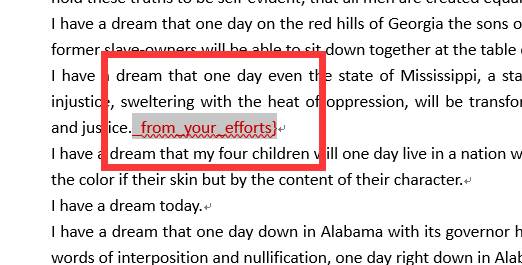 hold these truths to be self-evident, that all men are created equal
I have a dream that one day on the red hills of Georgia the sons o
former slave-owners will be able to sit down together at the table
I have a dream that one day even the state of Mississippi, a sta
injustice, sweltering with the heat of oppression, will be transfo
and justice._from_your_efforts}
I have a dream that my four children will one day live in a nation w
the color if their skin but by the content of their character.
I have a dream today.
I have a dream that one day down in Alabama with its governor h
words of interposition and nullification, one day right down in Alab